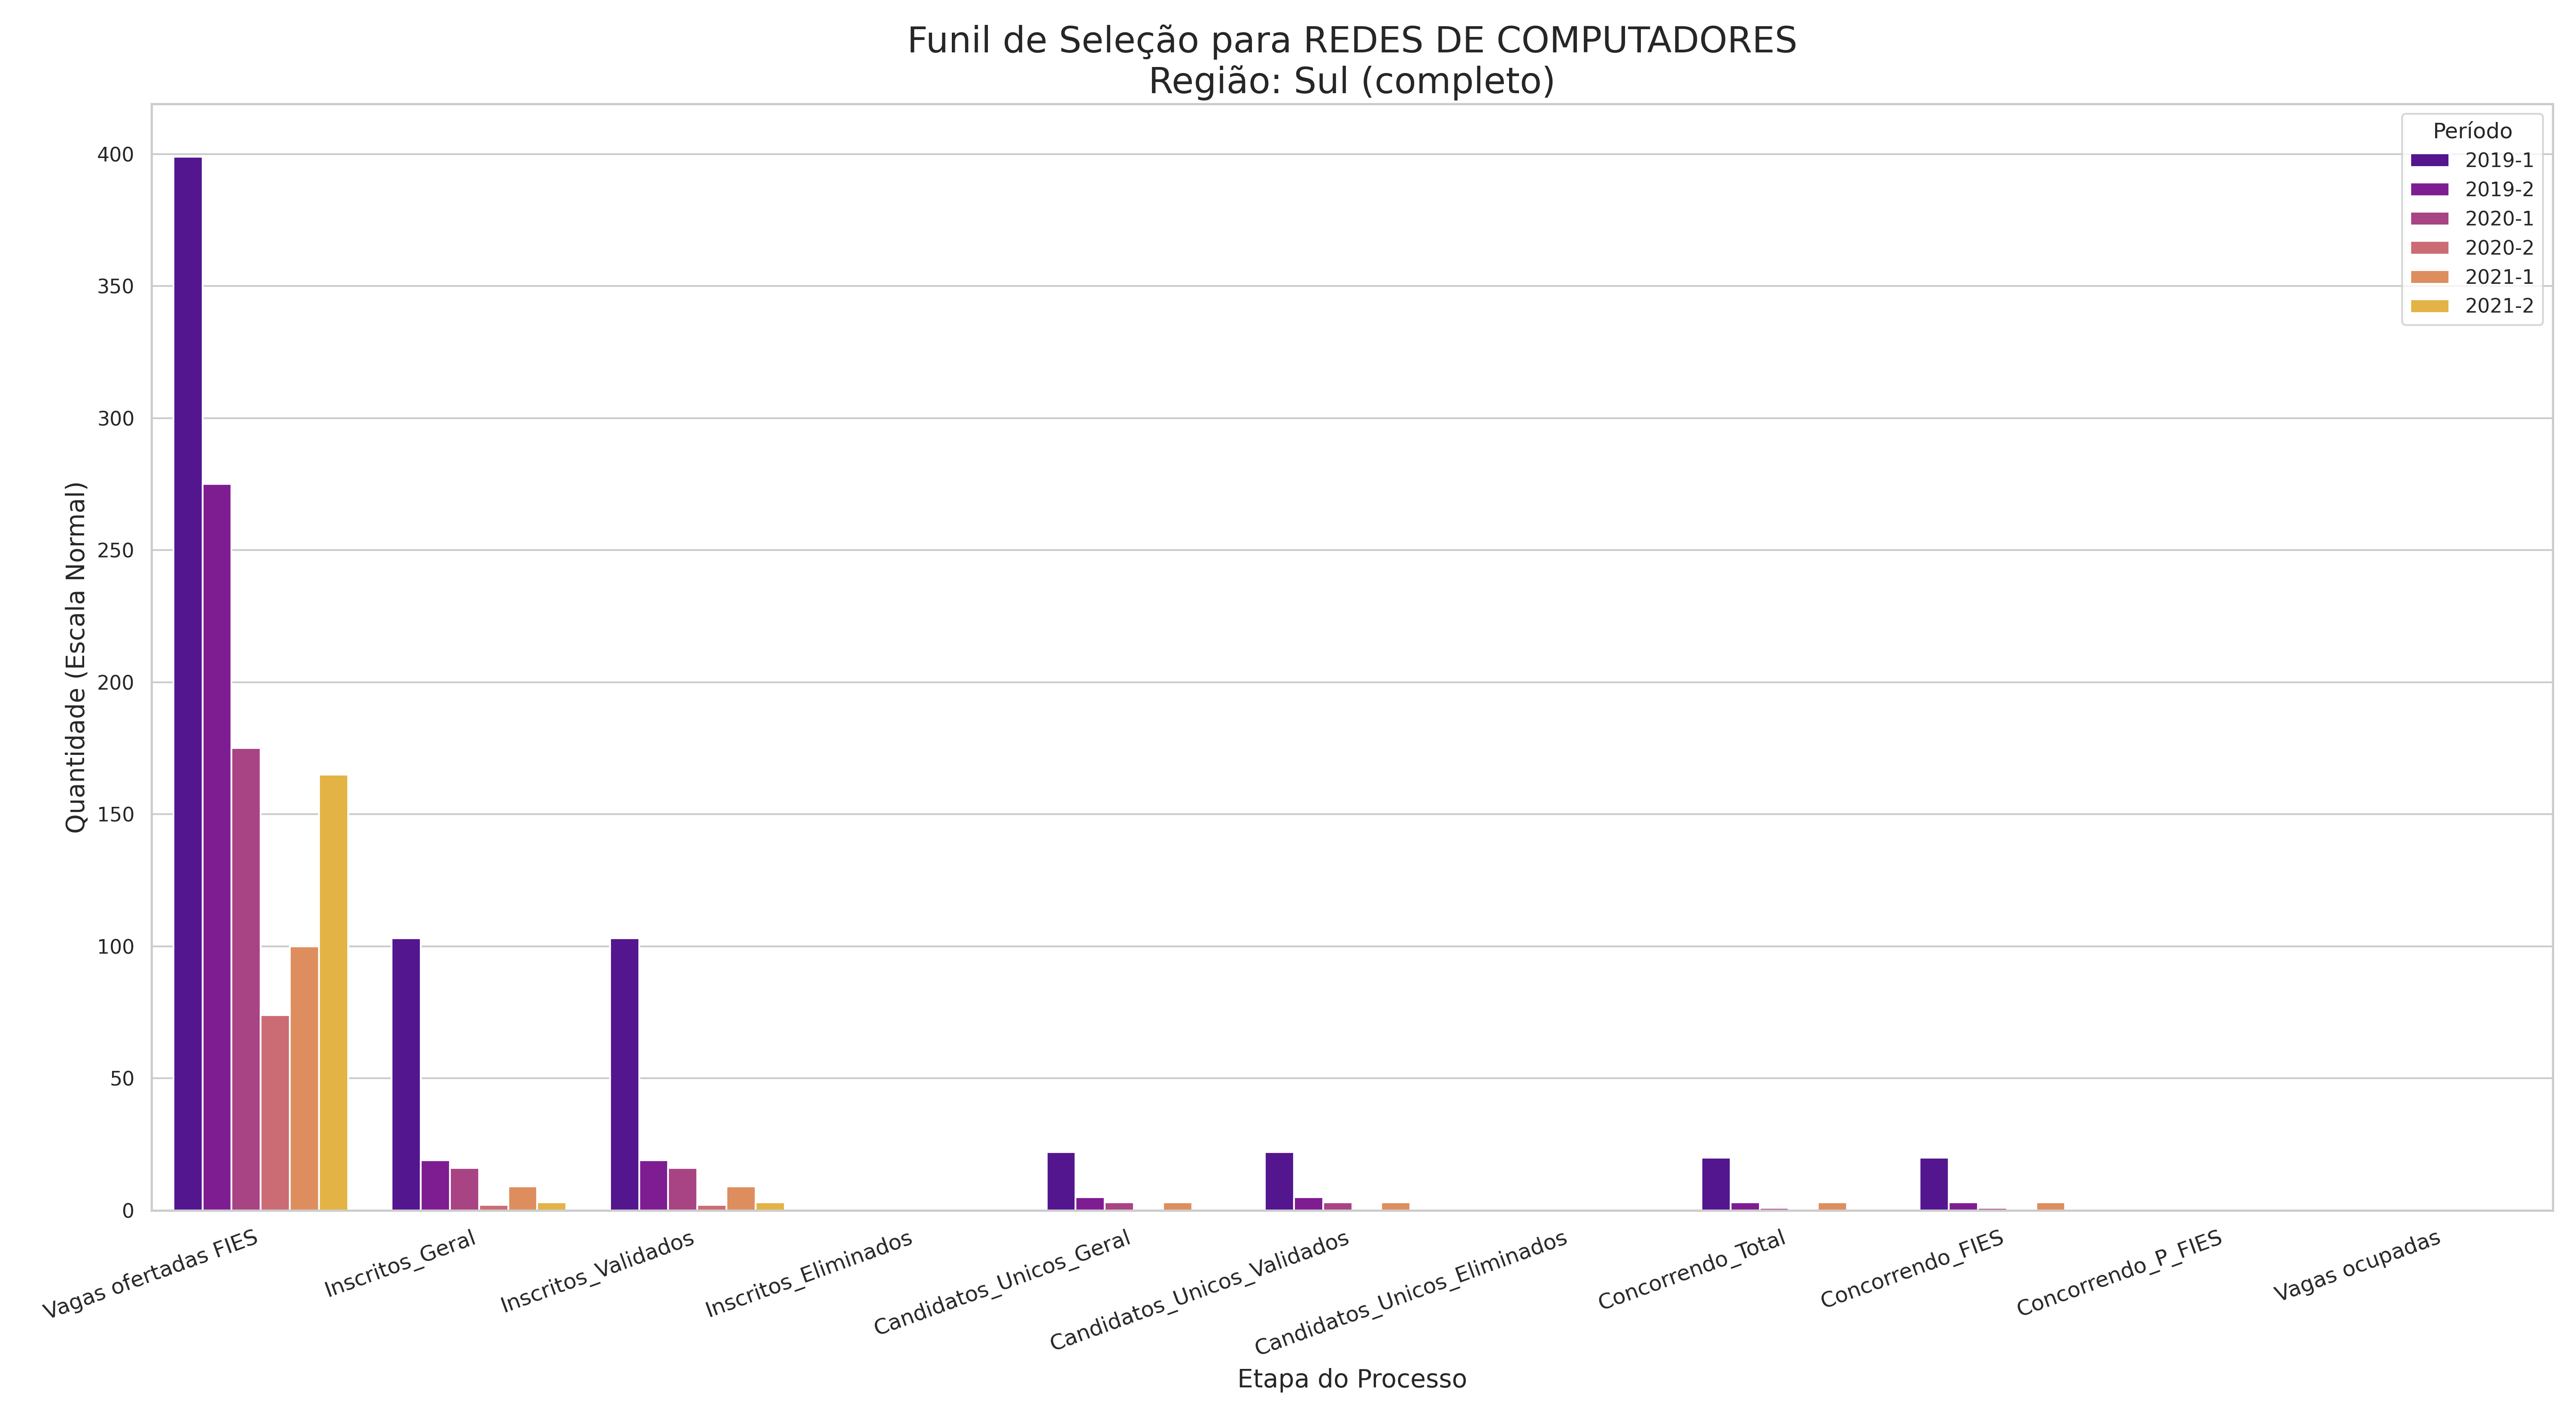 Funil de Seleção para REDES DE COMPUTADORES
Região: Sul (completo)
Período
2019-1
2019-2
2020-1
2020-2
2021-1
2021-2
Quantidade (Escala Normal)
400
350
300
250
200
150
100
50
0
Vagas ofertadas FIES
Inscritos_Geral
Inscritos_Validados
Inscritos_Eliminados
Candidatos_Unicos_Geral
Candidatos_Unicos_Validados
Candidatos_Unicos_Eliminados
Concorrendo_Total
Concorrendo_FIES
Concorrendo_P_FIES
Vagas ocupadas
Etapa do Processo